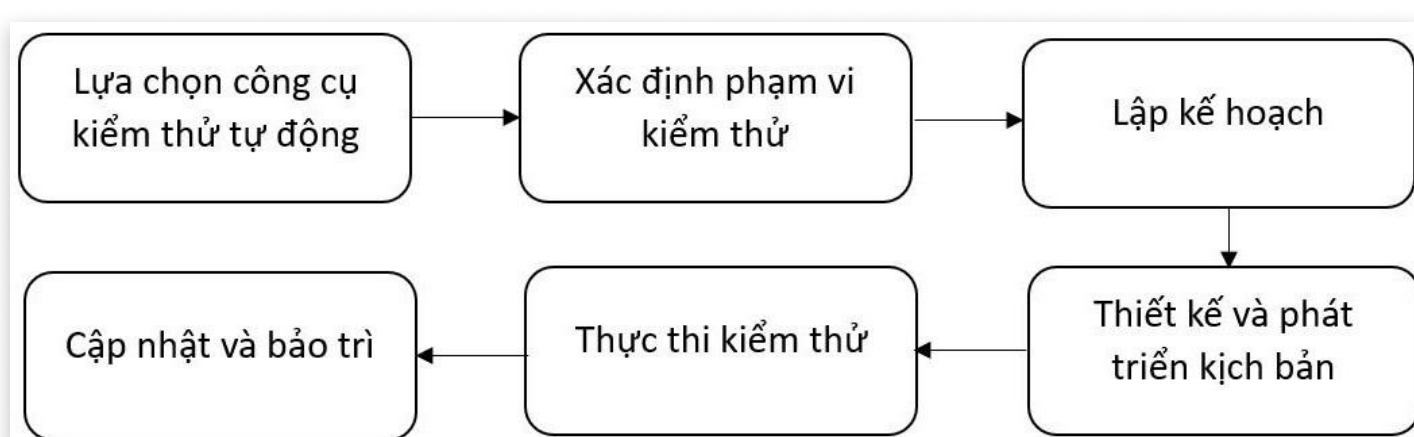 Lựa chọn công cụ
kiểm thử tự động
Xác định phạm vi
kiểm thử
Lập kế hoạch
Thiết kế và phát
triển kịch bản
Thực thi kiểm thử
Cập nhật và bảo trì